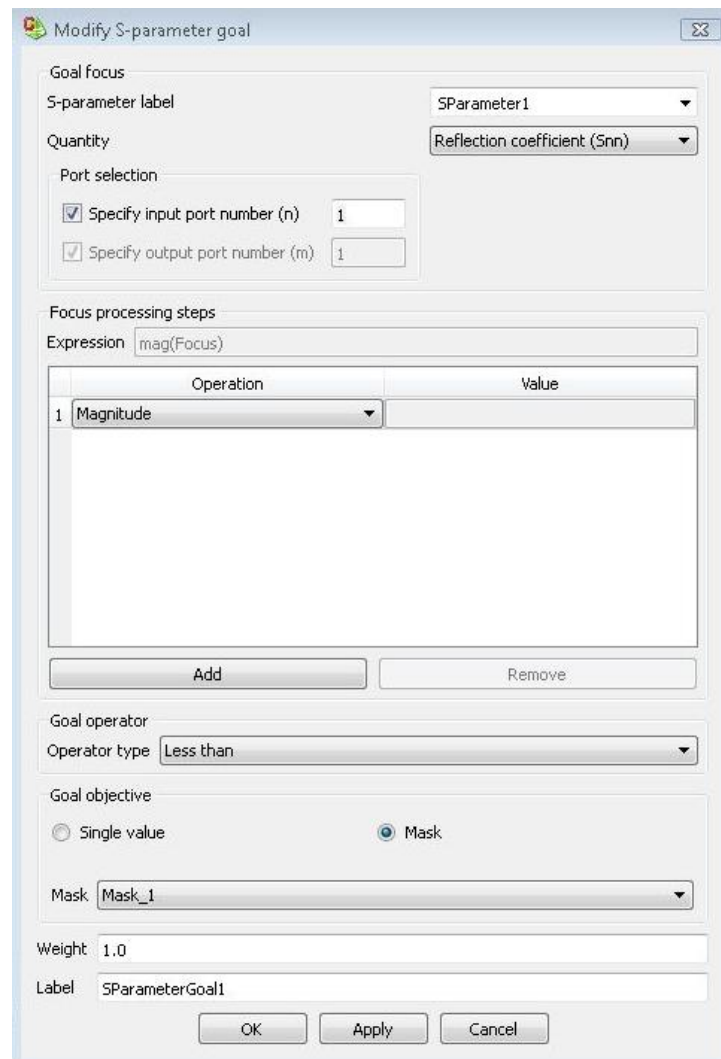 Modify S-parameter goal
Goal focus
S-parameter label SParameter1
Quantity Reflection coefficient (Snn)
Port selection
Specify input port number (n) 1
Specify output port number (m) 1
Focus processing steps
Expression mag(Focus)
Operation Value
1 Magnitude
Add Remove
Goal operator
Operator type Less than
Goal objective
Single value Mask
Mask Mask_1
Weight 1.0
Label SParameterGoal1
OK Apply Cancel